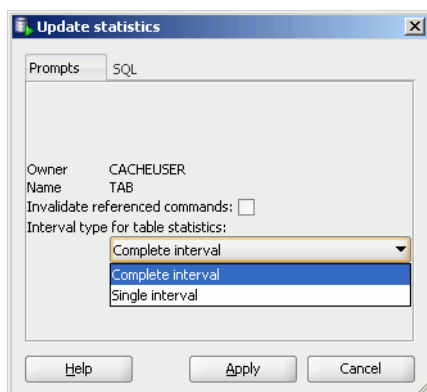 Update statistics
Prompts SQL
Owner CACHEUSER
Name TAB
Invalidate referenced commands:
Interval type for table statistics:
Complete interval
Complete interval
Single interval
Help Apply Cancel